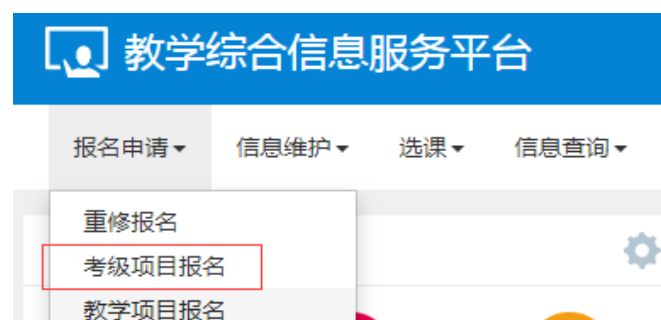 教学综合信息服务平台
报名申请 信息维护 选课 信息查询
重修报名
考级项目报名
教学项目报名